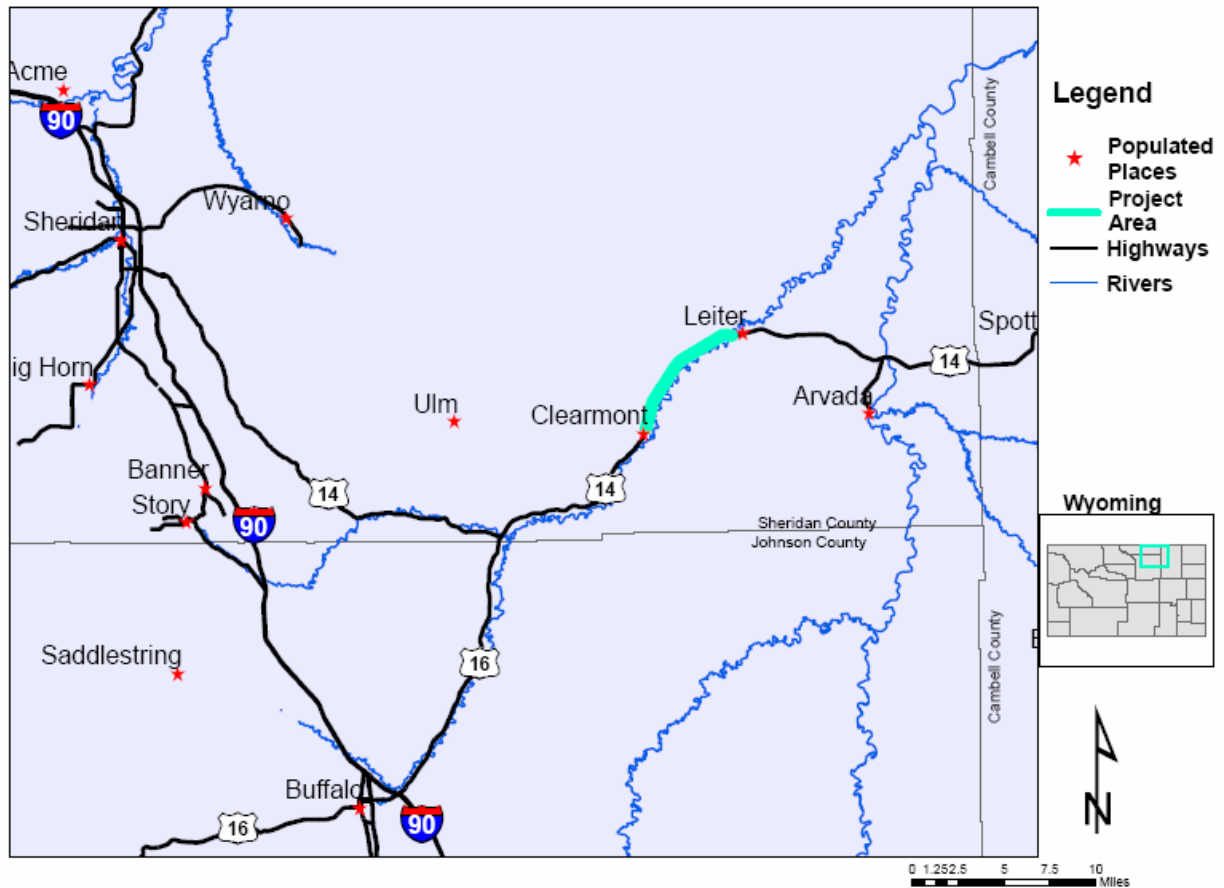 Acme
90
Wyarno
Sheridan
ig Horn
Ulm
Clearmont
Leiter
Arvada
Spott
14
Cambell County
Banner
Story
90
14
14
Sheridan County
Johnson County
Saddlestring
16
Cambell County
E
Buffalo
16
90
Legend
Populated
Places
Project
Area
Highways
Rivers
Wyoming
N
0 1.252.5 5 7.5 10
Miles